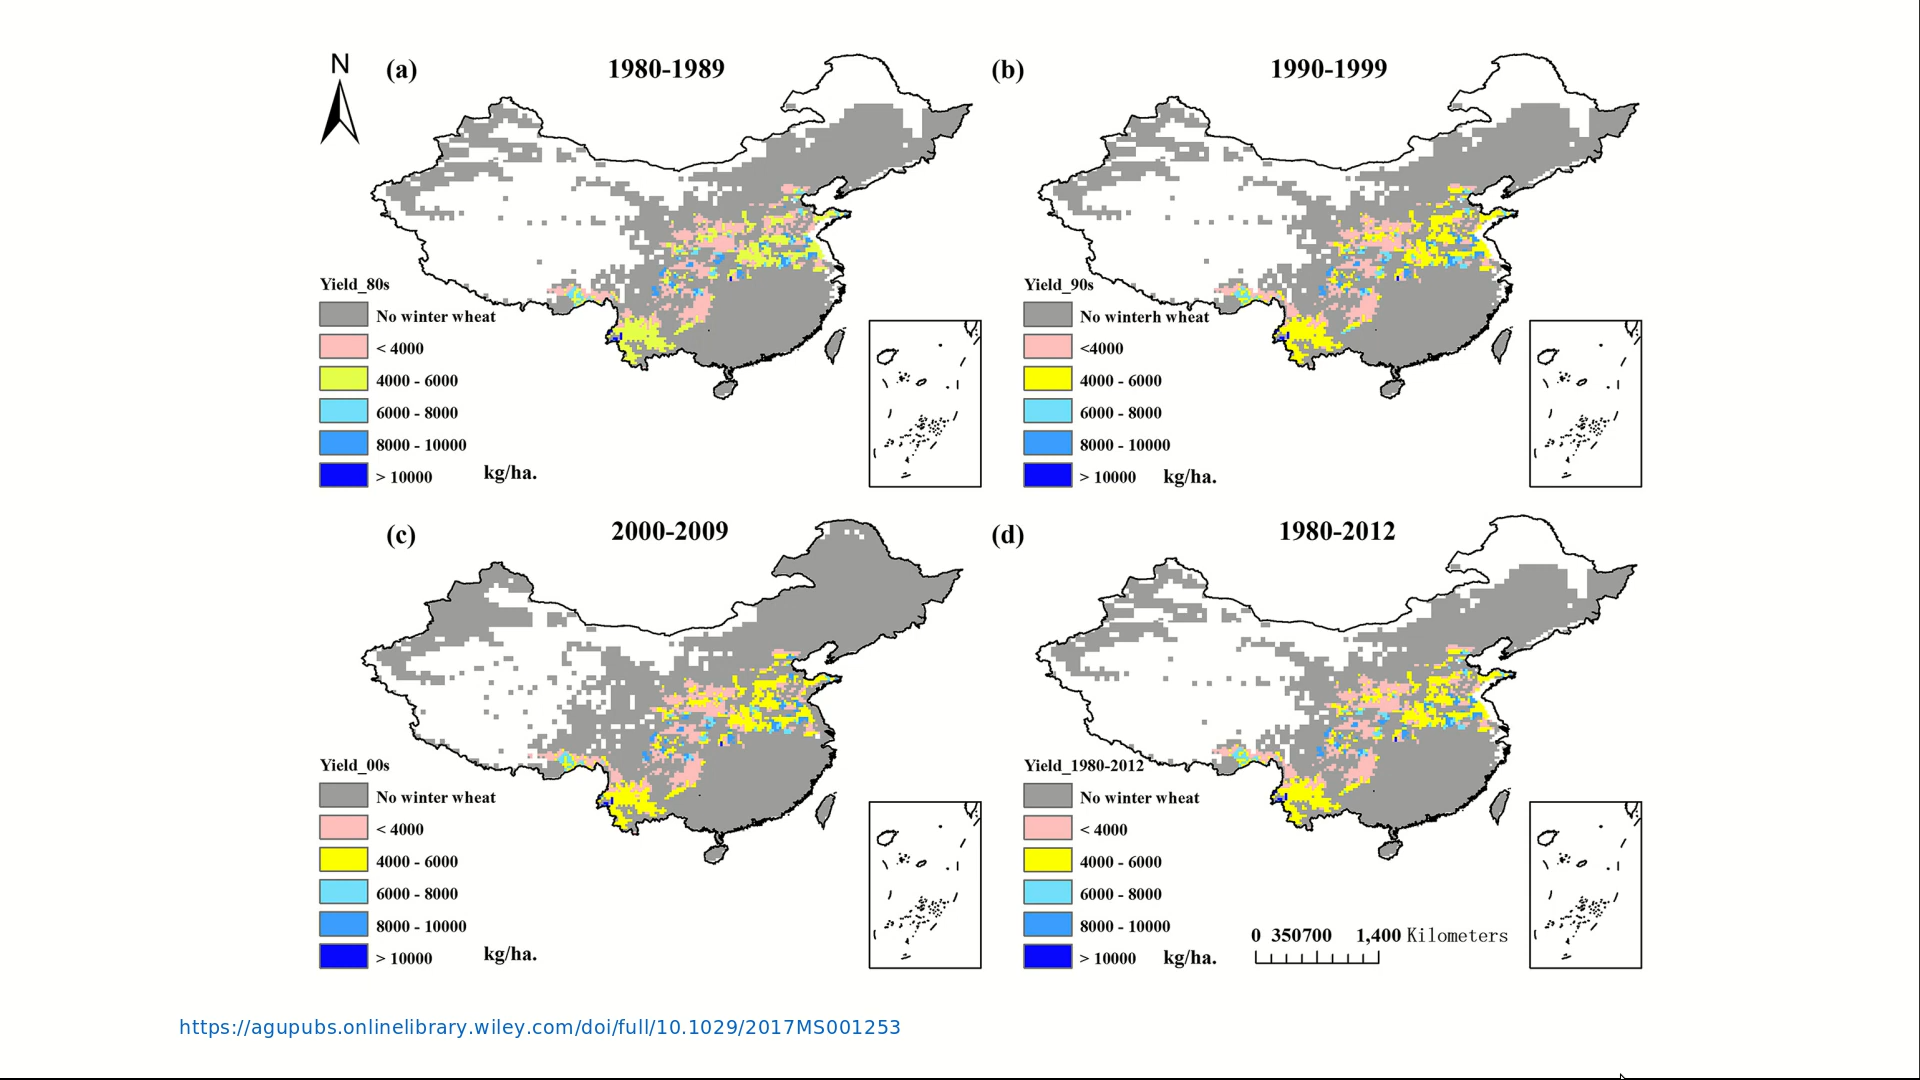 N
(a)
1980-1989
Yield_80s
No winter wheat
< 4000
4000 - 6000
6000 - 8000
8000 - 10000
> 10000
kg/ha.
(b)
1990-1999
Yield_90s
No winterh wheat
<4000
4000 - 6000
6000 - 8000
8000 - 10000
> 10000
kg/ha.
(c)
2000-2009
Yield_00s
No winter wheat
< 4000
4000 - 6000
6000 - 8000
8000 - 10000
> 10000
kg/ha.
(d)
1980-2012
Yield_1980-2012
No winter wheat
< 4000
4000 - 6000
6000 - 8000
8000 - 10000
> 10000
kg/ha.
0 350700 1,400 Kilometers
https://agupubs.onlinelibrary.wiley.com/doi/full/10.1029/2017MS001253